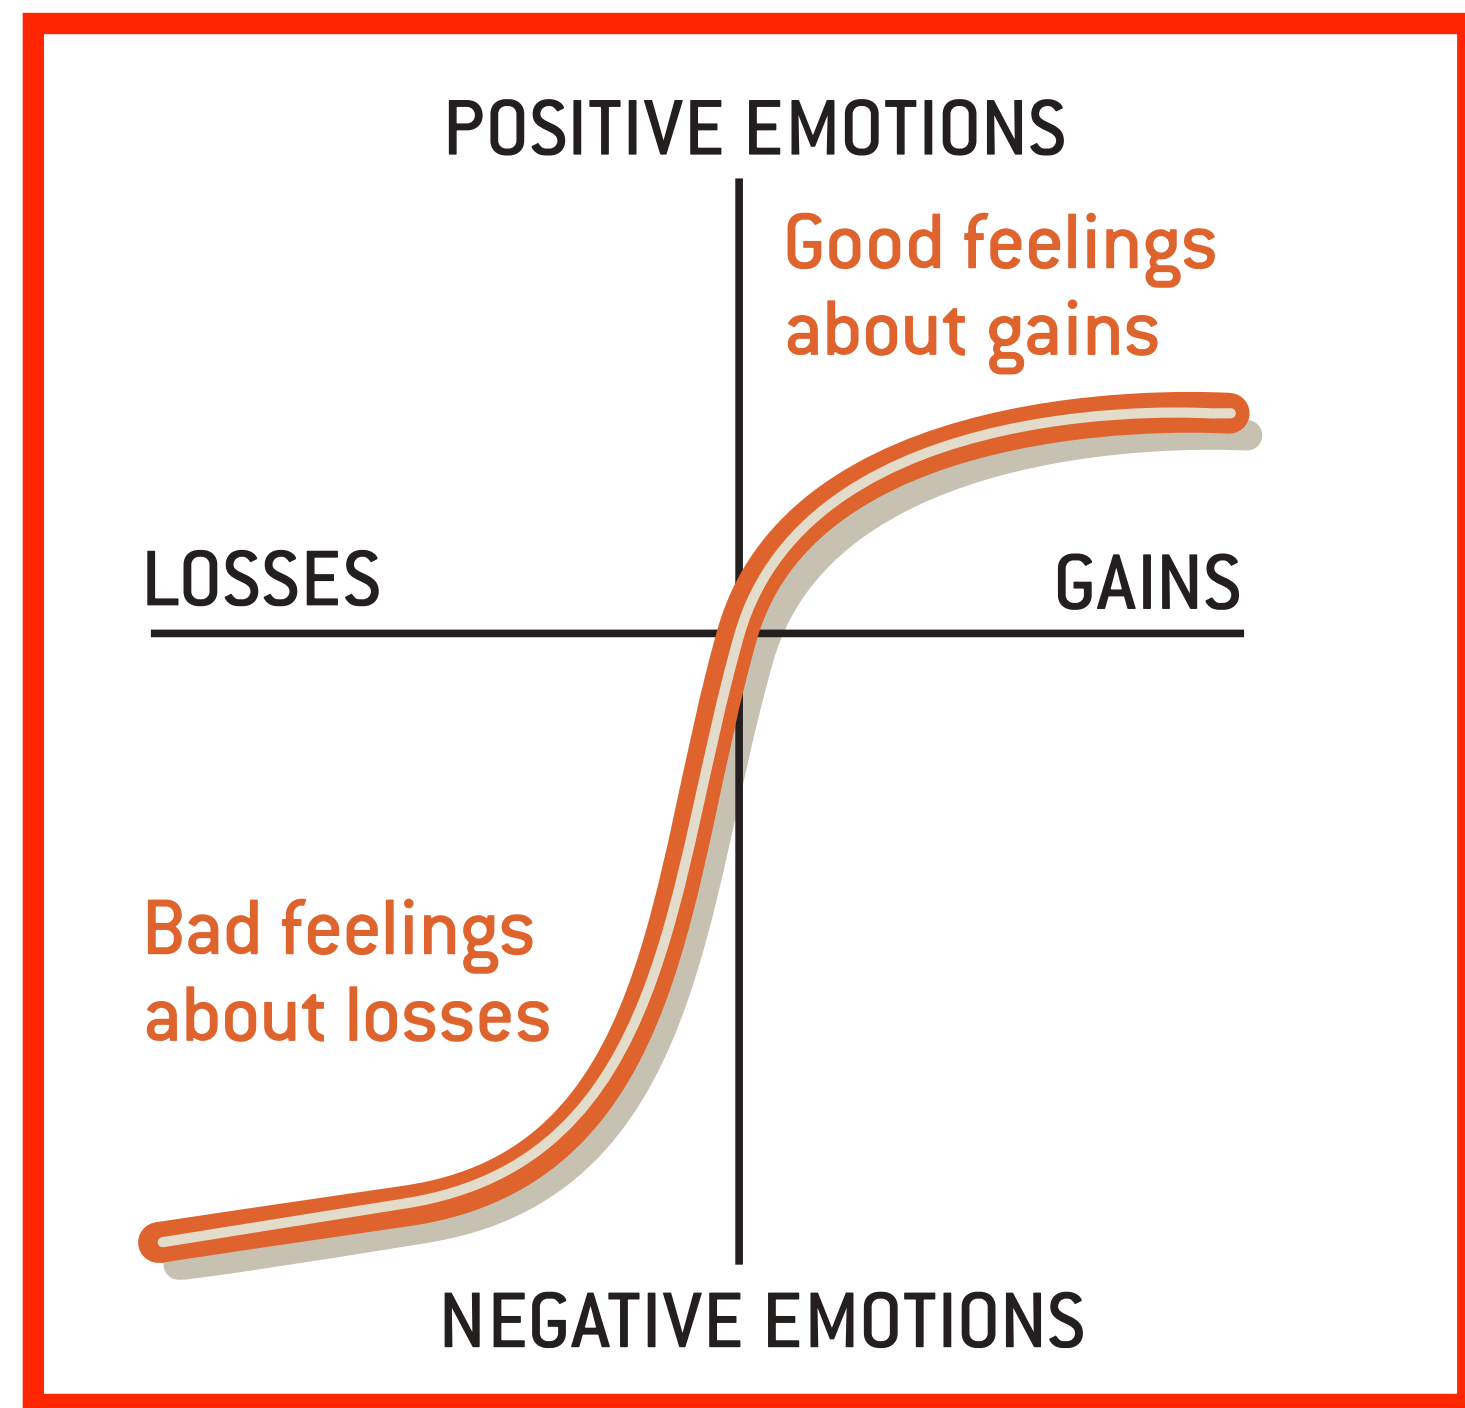 POSITIVE EMOTIONS
Good feelings
about gains
LOSSES
GAINS
Bad feelings
about losses
NEGATIVE EMOTIONS